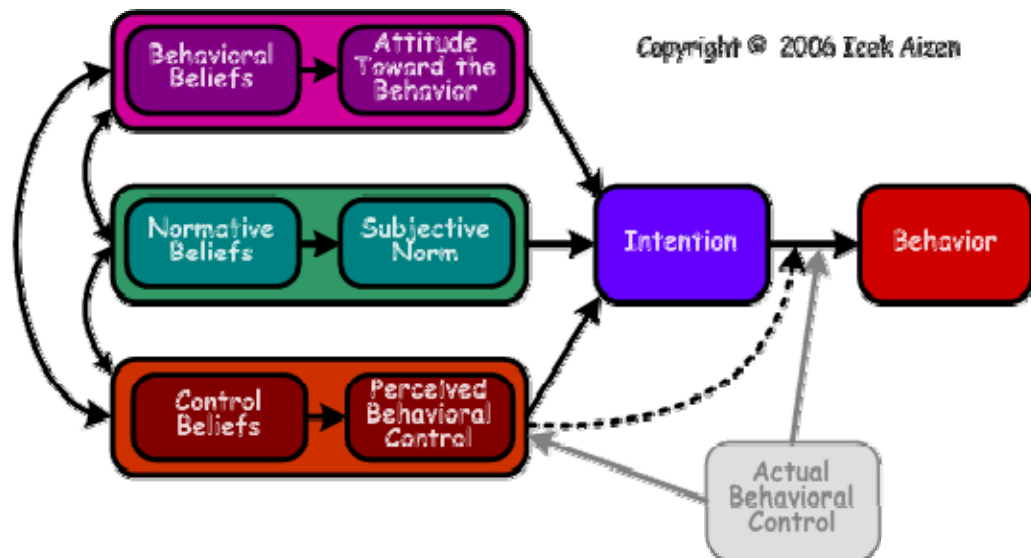 Behavioral
Beliefs
Attitude
Toward the
Behavior
Copyright © 2006 Icek Aizen
Normative
Beliefs
Subjective
Norm
Intention
Behavior
Control
Beliefs
Perceived
Behavioral
Control
Actual
Behavioral
Control